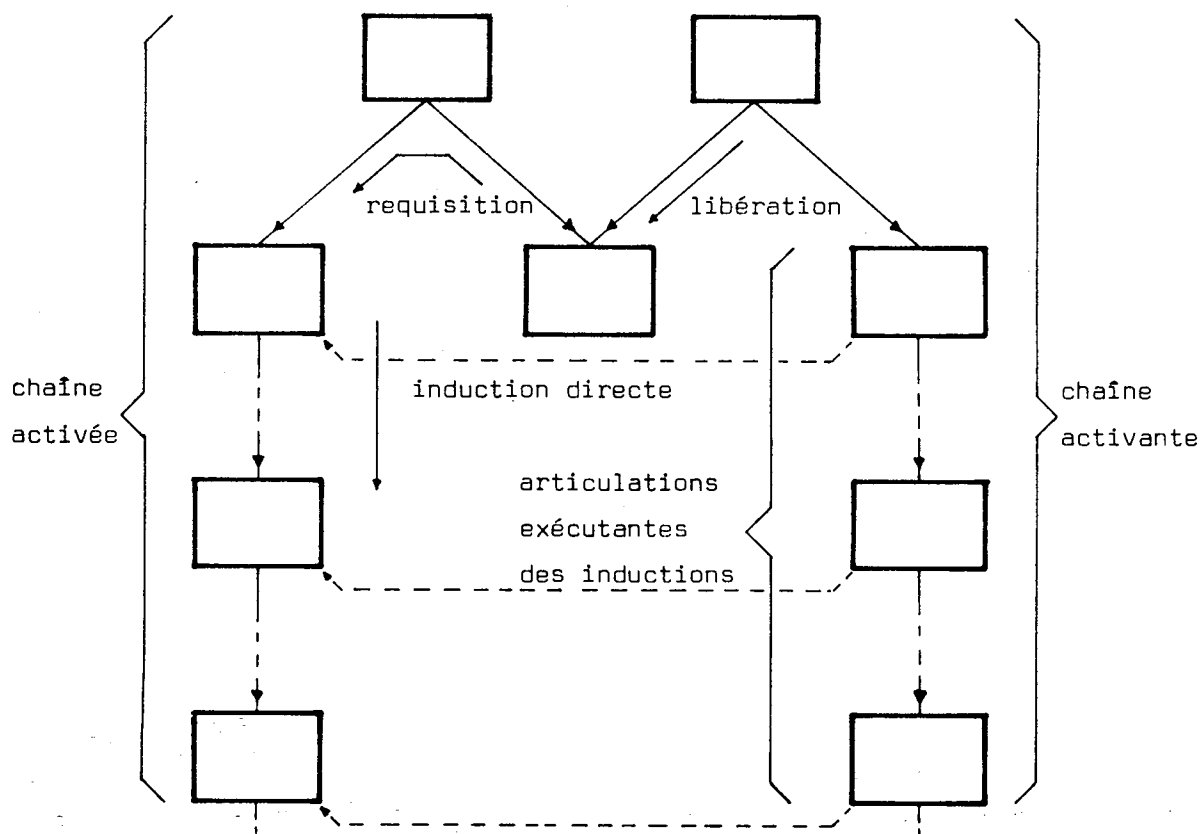 requisition
libération
induction directe
chaîne
activée
chaîne
activante
articulations
exécutantes
des inductions